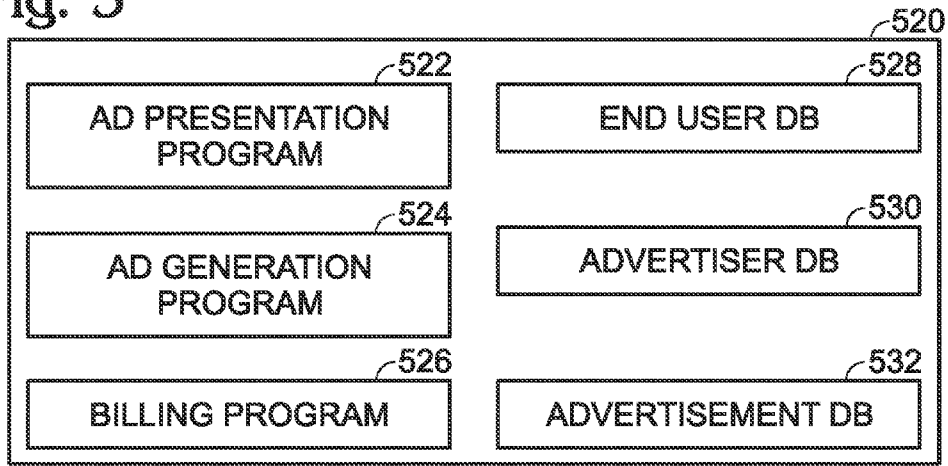 Fig. 5
520
522
AD PRESENTATION
PROGRAM
524
AD GENERATION
PROGRAM
526
BILLING PROGRAM
528
END USER DB
530
ADVERTISER DB
532
ADVERTISEMENT DB